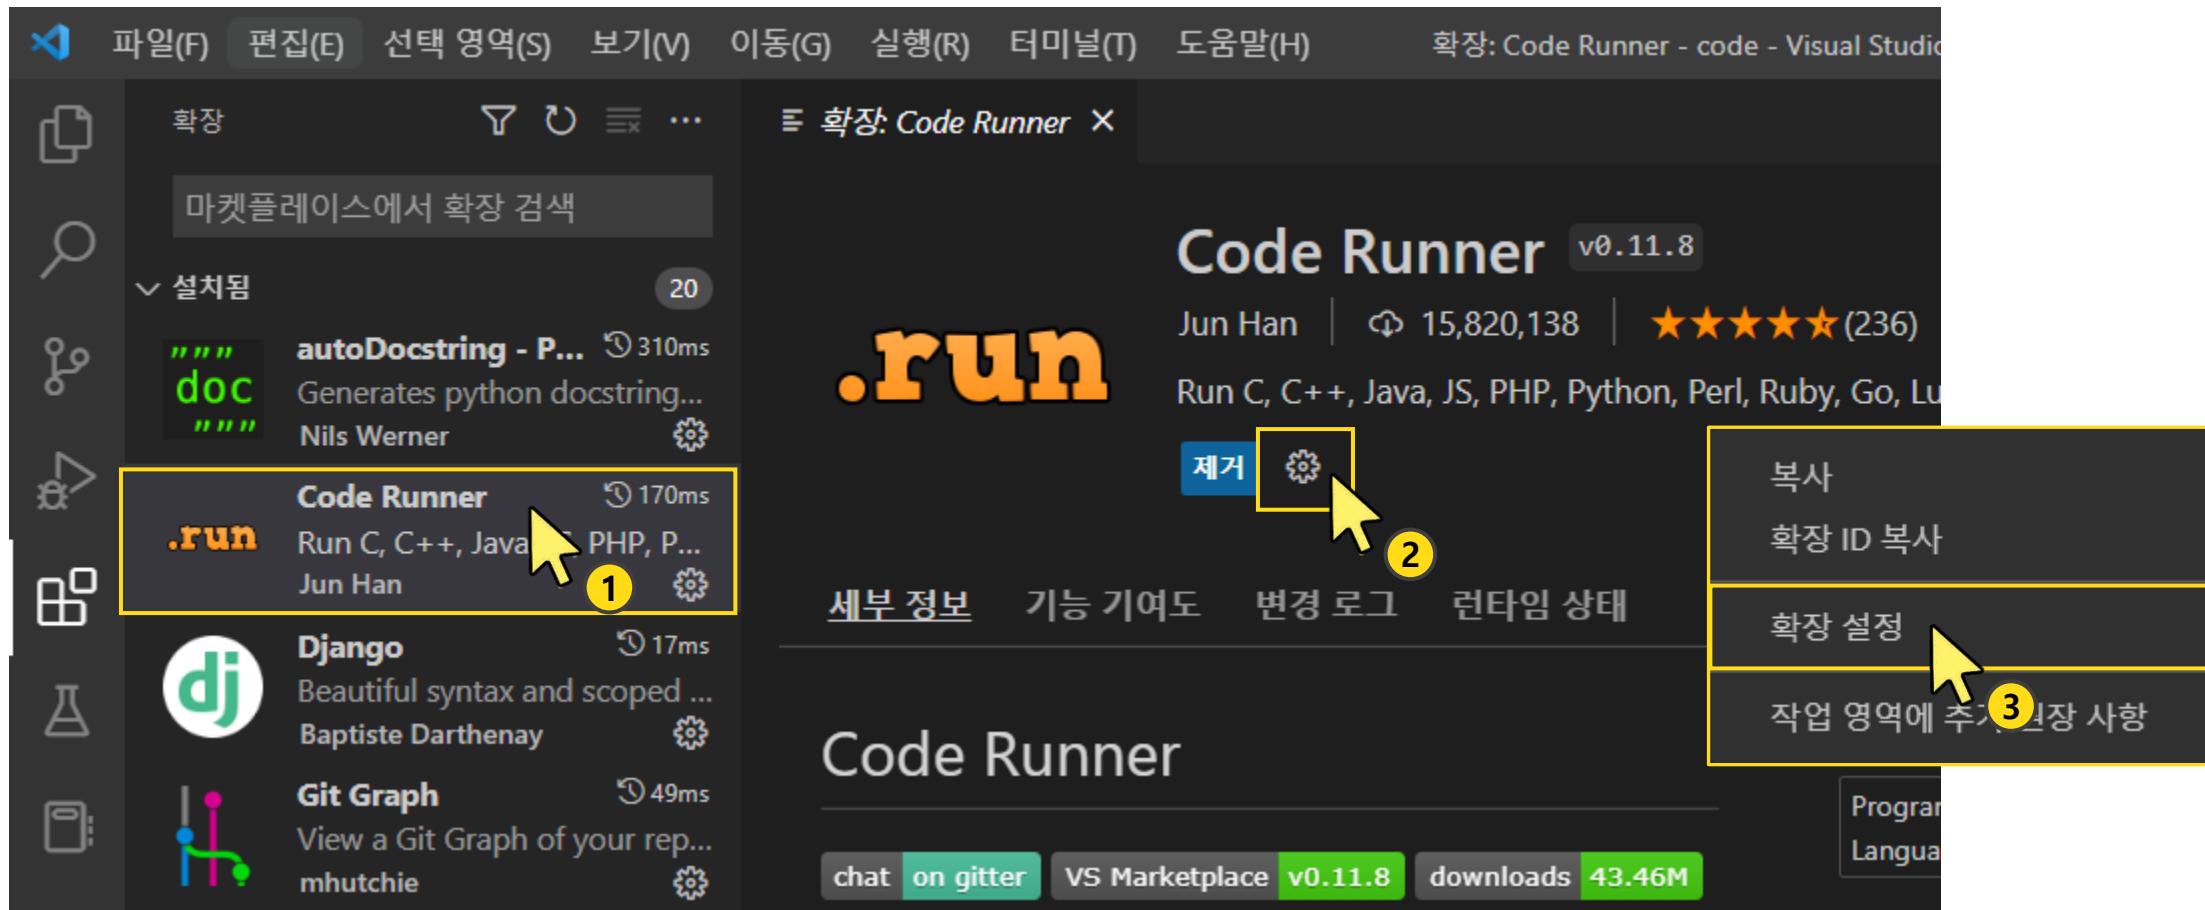 파일(F) 편집(E) 선택 영역(S) 보기(V) 이동(G) 실행(R) 터미널(T) 도움말(H) 확장: Code Runner - code - Visual Studio
확장
마켓플레이스에서 확장 검색
설치됨 20
""" doc """
autoDocstring - P... 310ms
Generates python docstring...
Nils Werner
.run
Code Runner 170ms
Run C, C++, Java PHP, P...
Jun Han
1
dj
Django 17ms
Beautiful syntax and scoped ...
Baptiste Darthenay
Git Graph 49ms
View a Git Graph of your rep...
mhutchie
확장: Code Runner
.run
Code Runner v0.11.8
Jun Han 15,820,138 (236)
Run C, C++, Java, JS, PHP, Python, Perl, Ruby, Go, Lu
제거
2
세부 정보 기능 기여도 변경 로그 런타임 상태
Code Runner
chat on gitter VS Marketplace v0.11.8 downloads 43.46M
복사
확장 ID 복사
확장 설정
3
작업 영역에 사항
Langua